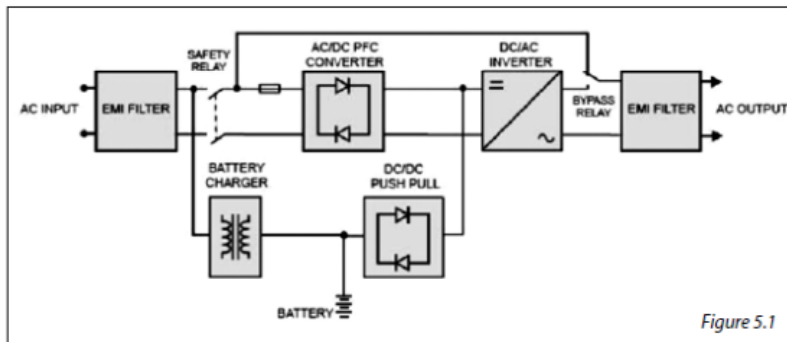 SAFETY
RELAY
AC/DC PFC
CONVERTER
DC/AC
INVERTER
AC INPUT
EMI FILTER
BYPASS
RELAY
EMI FILTER
AC OUTPUT
BATTERY
CHARGER
DC/DC
PUSH PULL
BATTERY
Figure 5.1